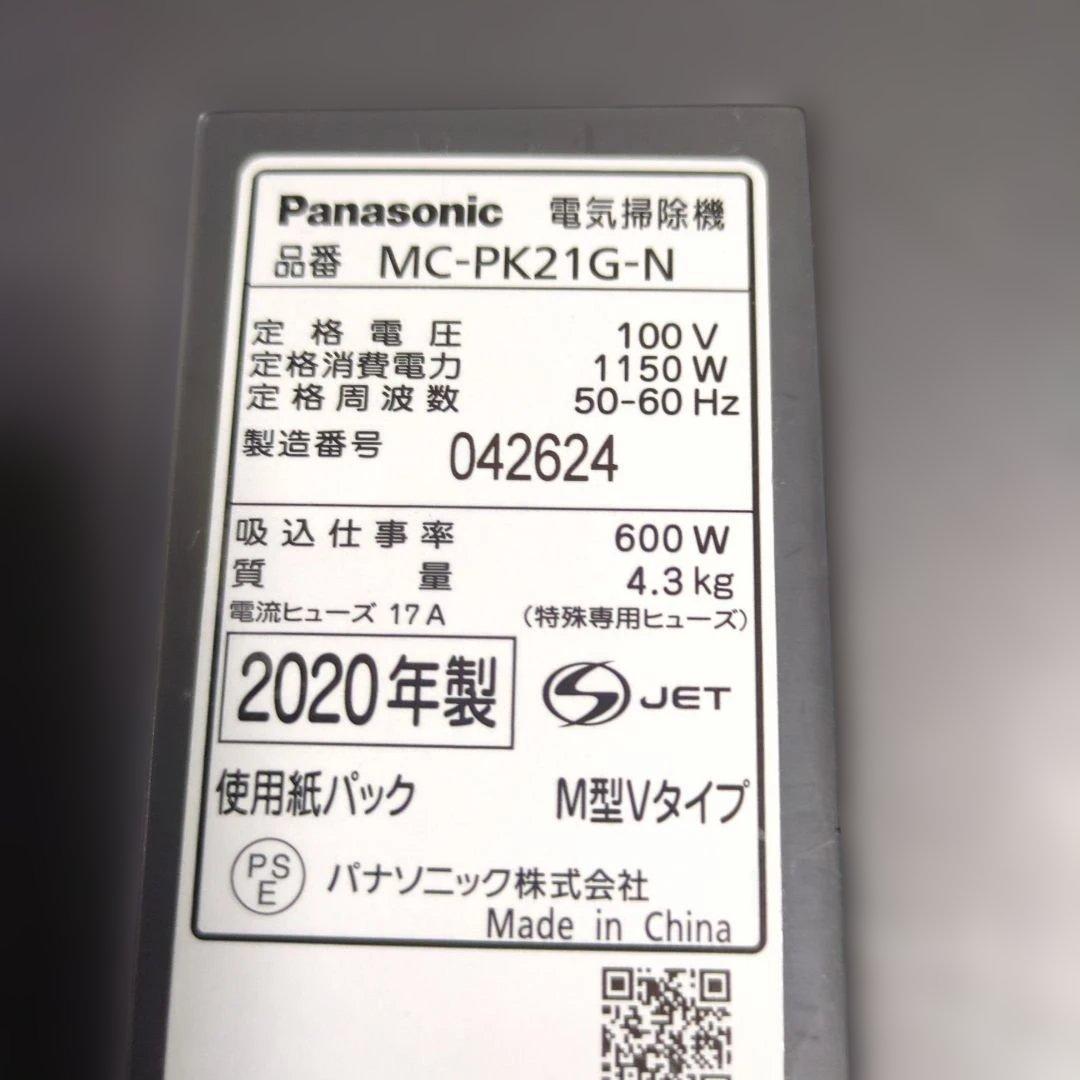 Panasonic 電気掃除機
品番 MC-PK21G-N
定格電圧 100 V
定格消費電力 1150 W
定格周波数 50-60 Hz
製造番号 042624
吸込仕事率 600 W
質量 4.3 kg
電流ヒューズ 17 A (特殊専用ヒューズ)
2020年製 S JET
使用紙パック M型Vタイプ
PS
E
パナソニック株式会社
Made in China